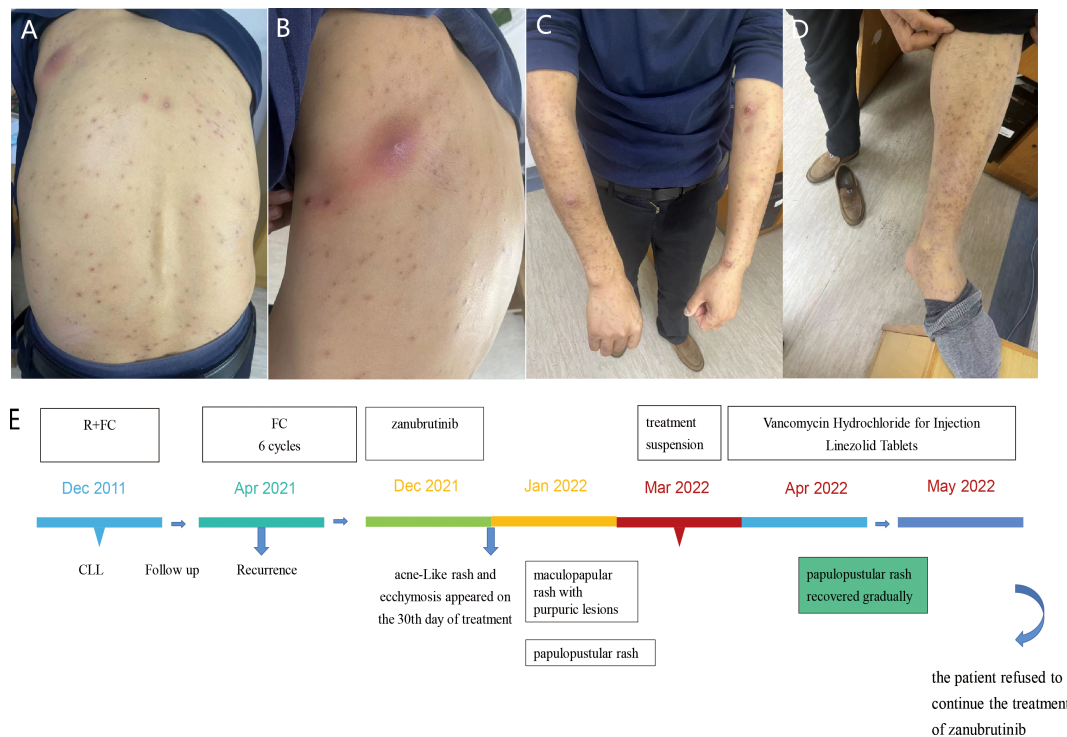 A
B
C
D
E
R+FC
FC
6 cycles
zanubrutinib
treatment
suspension
Vancomycin Hydrochloride for Injection
Linezolid Tablets
Dec 2011
Apr 2021
Dec 2021
Jan 2022
Mar 2022
Apr 2022
May 2022
CLL
Follow up
Recurrence
acne-Like rash and
ecchymosis appeared on
the 30th day of treatment
maculopapular
rash with
purpuric lesions
papulopustular rash
papulopustular rash
recovered gradually
the patient refused to
continue the treatment
of zanubrutinib